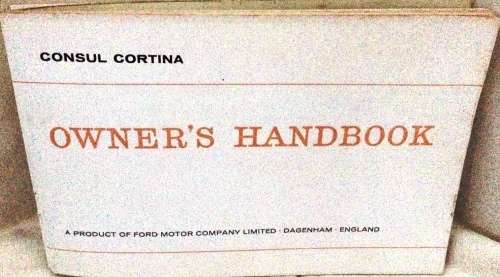 CONSUL CORTINA
OWNER'S HANDBOOK
A PRODUCT OF FORD MOTOR COMPANY LIMITED · DAGENHAM · ENGLAND